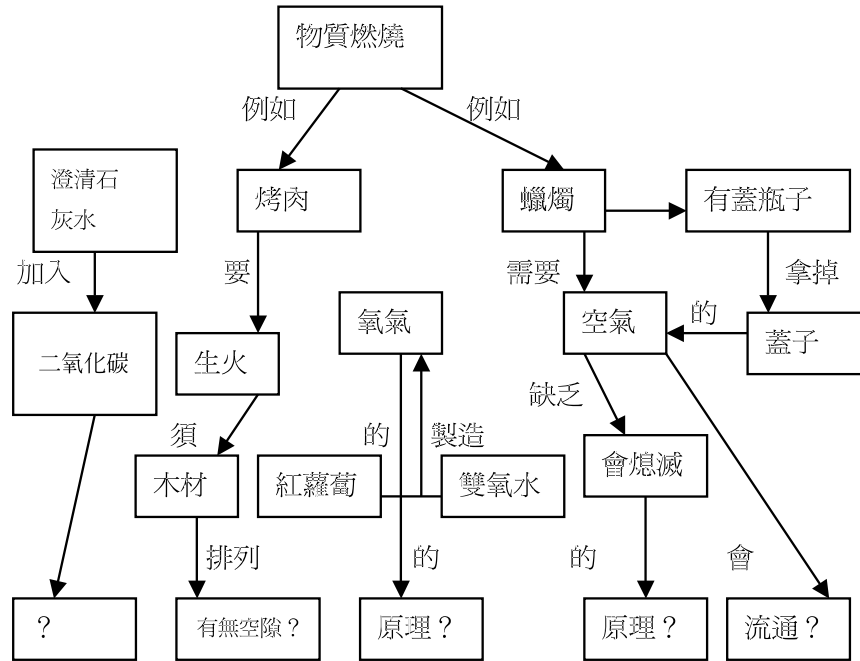 物質燃燒
例如
例如
澄清石
灰水
烤肉
蠟燭
有蓋瓶子
加入
要
需要
拿掉
二氧化碳
生火
氧氣
空氣
的
蓋子
須
的
製造
缺乏
木材
紅蘿蔔
雙氧水
會熄滅
排列
的
的
會
？
有無空隙？
原理？
原理？
流通？